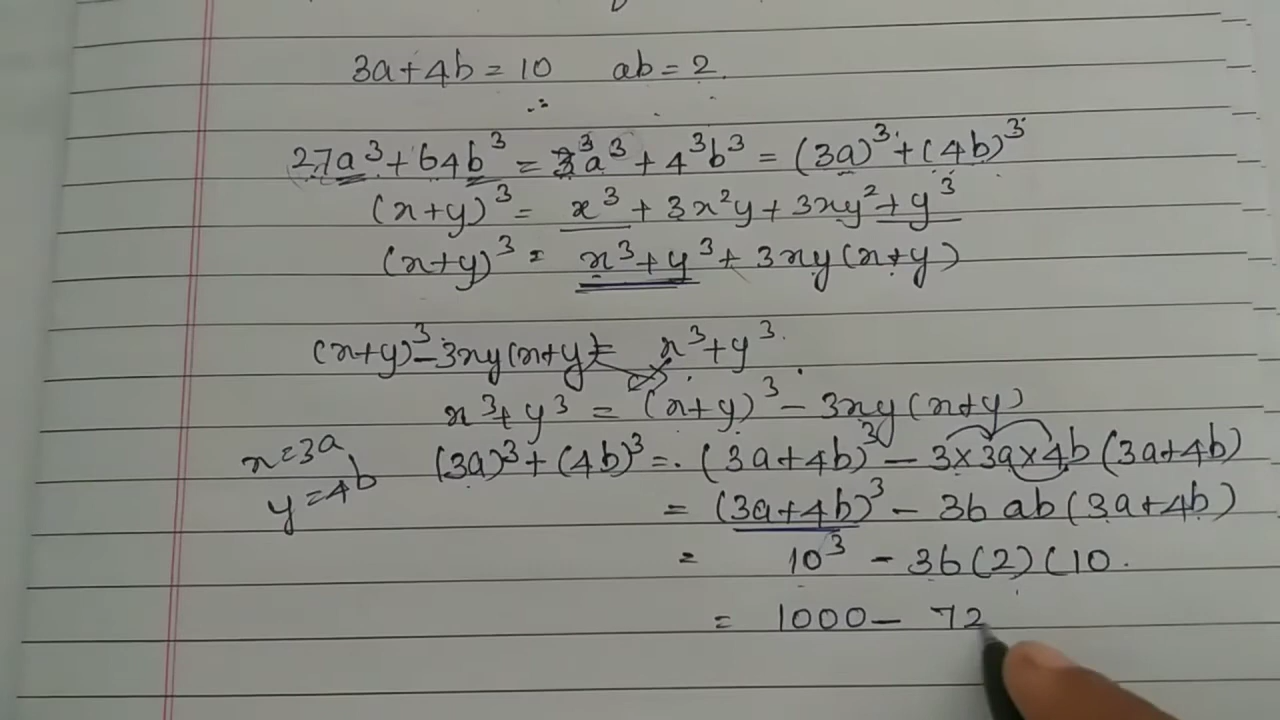 3a+4b=10 ab=2
27a³+64b³=3³a³+4³b³=(3a)³+(4b)³
(x+y)³= x³+3x²y+3xy²+y³
(x+y)³= x³+y³+3xy(x+y)
(x+y)³-3xy(x+y)= x³+y³
x³+y³=(x+y)³-3xy(x+y)
x=3a, (3a)³+(4b)³=(3a+4b)³-3×3a×4b(3a+4b)
y=4b
=(3a+4b)³-36ab(3a+4b)
= 10³-36(2)(10
= 1000-72